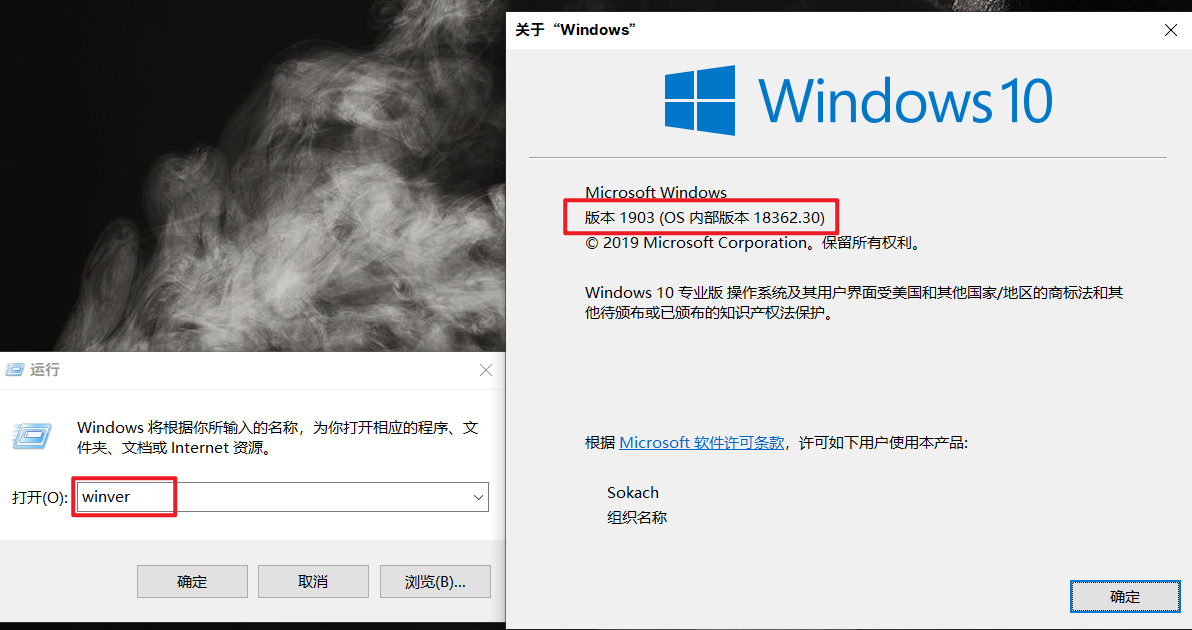 关于“Windows”
Windows 10
Microsoft Windows
版本 1903 (OS 内部版本 18362.30)
© 2019 Microsoft Corporation。保留所有权利。
Windows 10 专业版 操作系统及其用户界面受美国和其他国家/地区的商标法和其
他待颁布或已颁布的知识产权法保护。
根据 Microsoft 软件许可条款，许可如下用户使用本产品:
Sokach
组织名称
确定
运行
Windows 将根据你所输入的名称，为你打开相应的程序、文
件夹、文档或 Internet 资源。
打开(O): winver
确定 取消 浏览(B)...